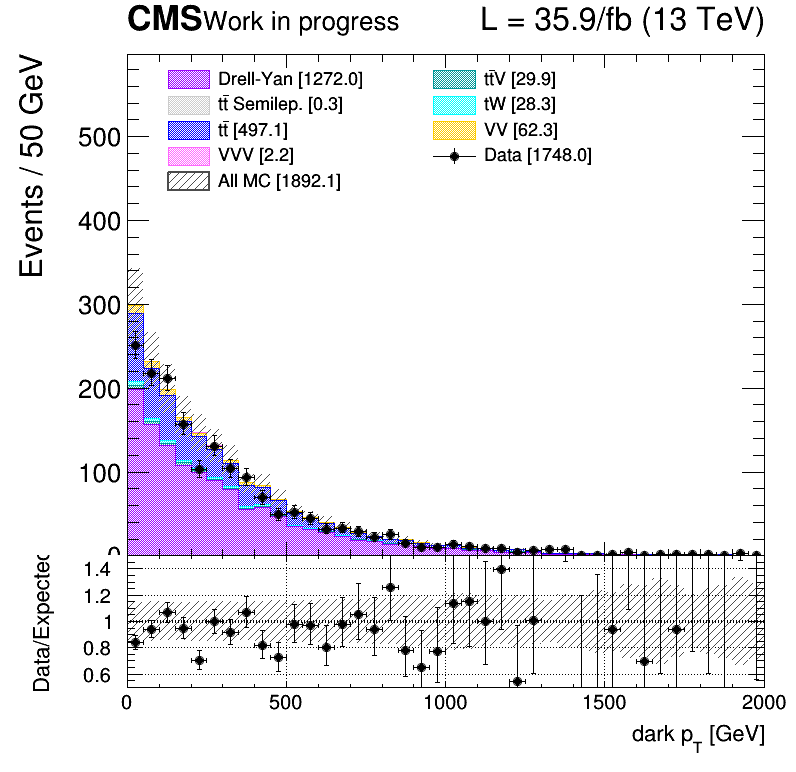 CMS Work in progress L = 35.9/fb (13 TeV)
Events / 50 GeV
Drell-Yan [1272.0]
tt̄ Semilep. [0.3]
tt̄ [497.1]
VVV [2.2]
All MC [1892.1]
tt̄V [29.9]
tW [28.3]
VV [62.3]
Data [1748.0]
500
400
300
200
100
0
Data/Expected
1.4
1.2
1
0.8
0.6
0 500 1000 1500 2000
dark p_T [GeV]